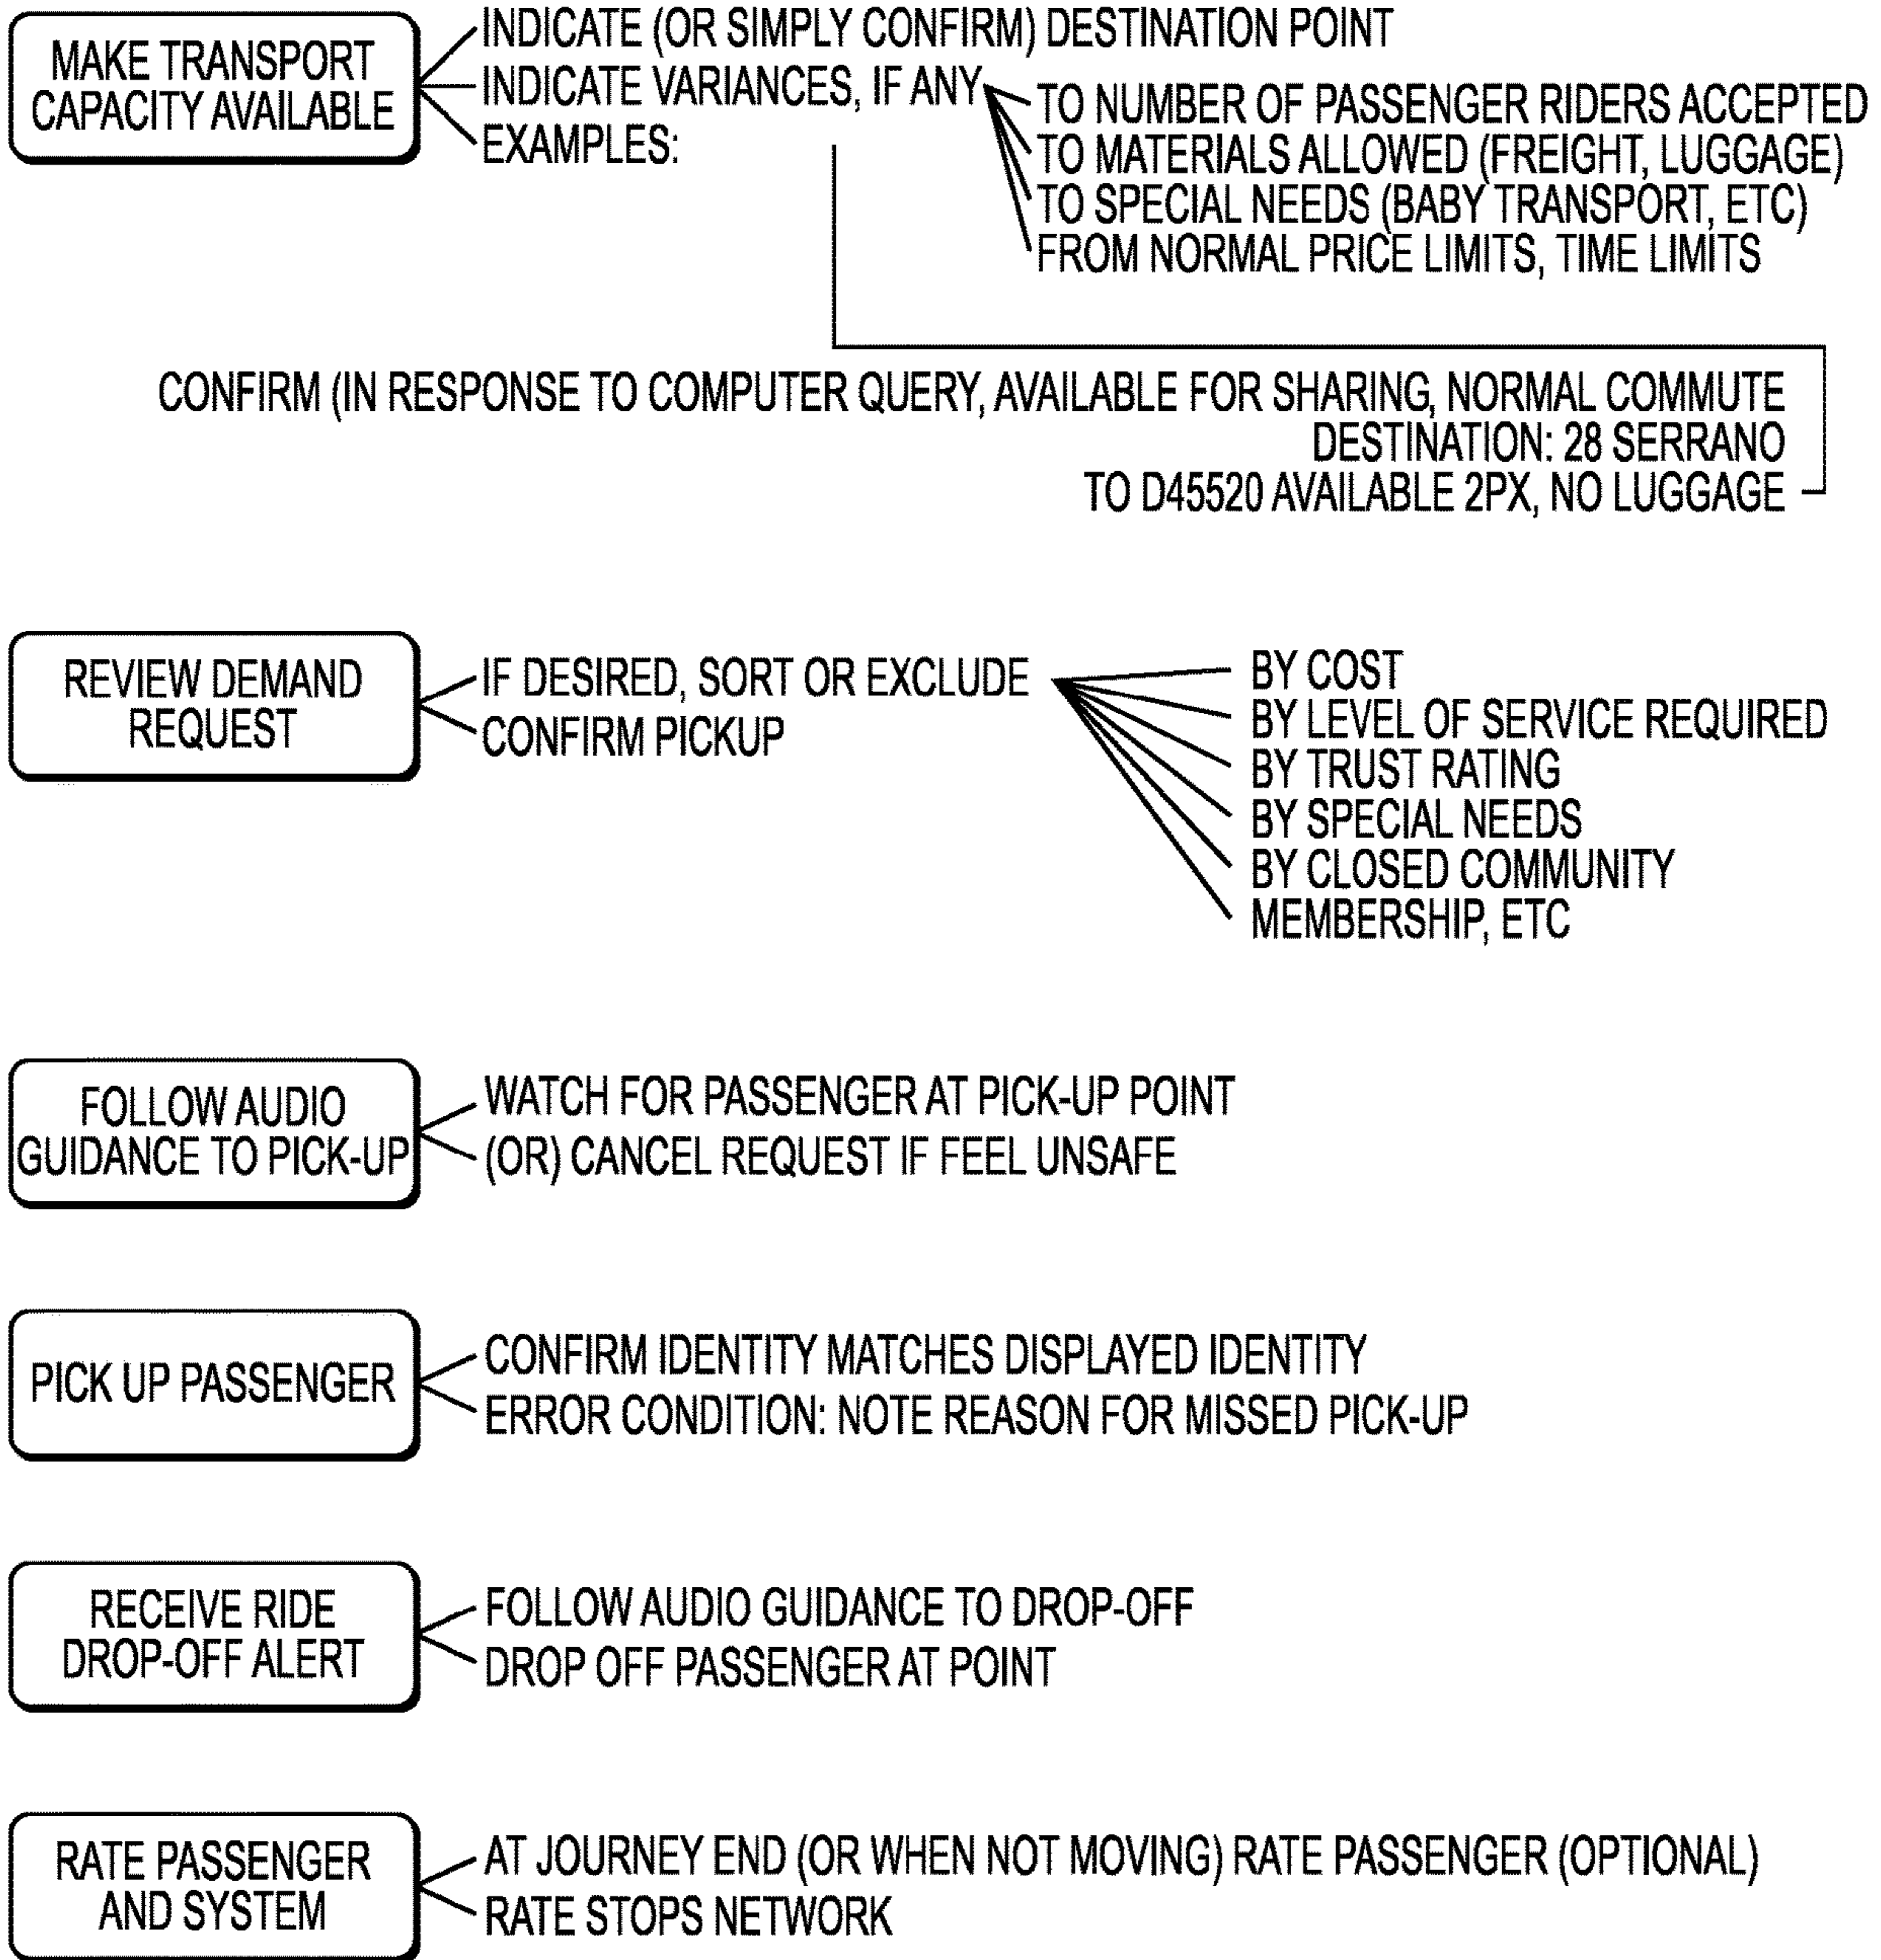 MAKE TRANSPORT
CAPACITY AVAILABLE
INDICATE (OR SIMPLY CONFIRM) DESTINATION POINT
INDICATE VARIANCES, IF ANY
EXAMPLES:
TO NUMBER OF PASSENGER RIDERS ACCEPTED
TO MATERIALS ALLOWED (FREIGHT, LUGGAGE)
TO SPECIAL NEEDS (BABY TRANSPORT, ETC)
FROM NORMAL PRICE LIMITS, TIME LIMITS
CONFIRM (IN RESPONSE TO COMPUTER QUERY, AVAILABLE FOR SHARING, NORMAL COMMUTE
DESTINATION: 28 SERRANO
TO D45520 AVAILABLE 2PX, NO LUGGAGE
REVIEW DEMAND
REQUEST
IF DESIRED, SORT OR EXCLUDE
CONFIRM PICKUP
BY COST
BY LEVEL OF SERVICE REQUIRED
BY TRUST RATING
BY SPECIAL NEEDS
BY CLOSED COMMUNITY
MEMBERSHIP, ETC
FOLLOW AUDIO
GUIDANCE TO PICK-UP
WATCH FOR PASSENGER AT PICK-UP POINT
(OR) CANCEL REQUEST IF FEEL UNSAFE
PICK UP PASSENGER
CONFIRM IDENTITY MATCHES DISPLAYED IDENTITY
ERROR CONDITION: NOTE REASON FOR MISSED PICK-UP
RECEIVE RIDE
DROP-OFF ALERT
FOLLOW AUDIO GUIDANCE TO DROP-OFF
DROP OFF PASSENGER AT POINT
RATE PASSENGER
AND SYSTEM
AT JOURNEY END (OR WHEN NOT MOVING) RATE PASSENGER (OPTIONAL)
RATE STOPS NETWORK